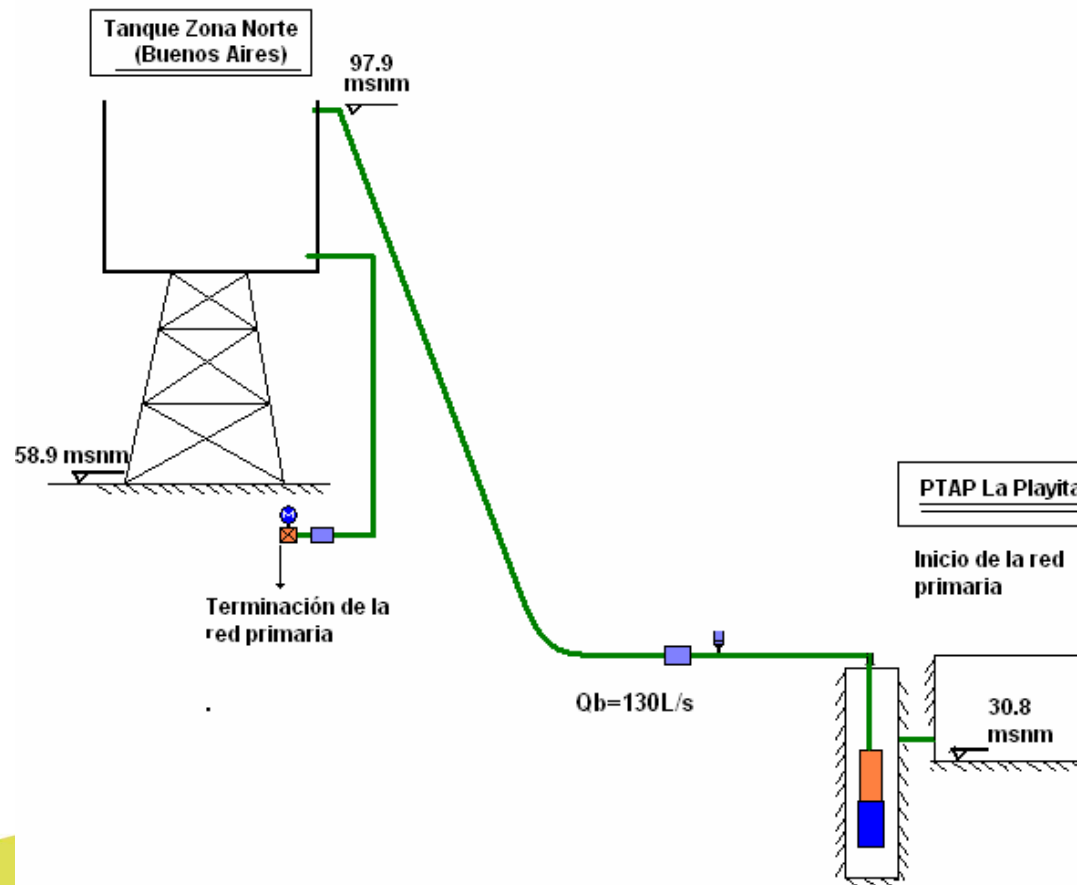 Tanque Zona Norte
(Buenos Aires)
97.9
msnm
58.9 msnm
M
Terminación de la
red primaria
.
Qb=130L/s
PTAP La Playita
Inicio de la red
primaria
30.8
msnm